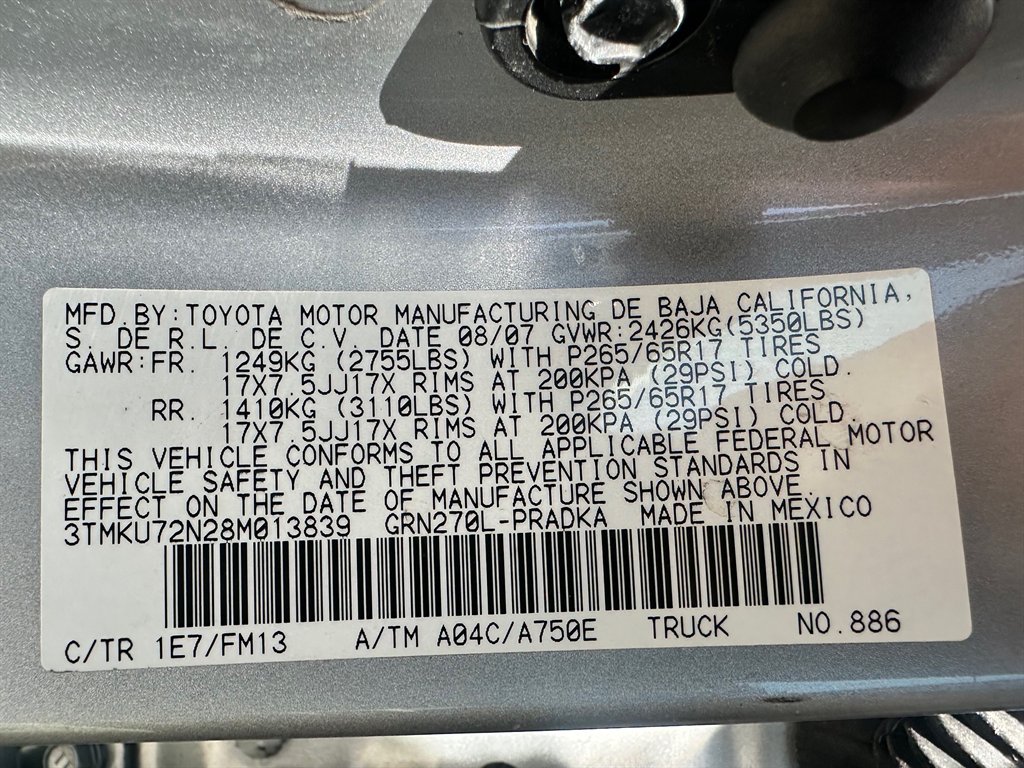 MFD. BY: TOYOTA MOTOR MANUFACTURING DE BAJA CALIFORNIA,
S. DE R.L. DE C.V. DATE 08/07 GVWR:2426KG(5350LBS)
GAWR:FR. 1249KG (2755LBS) WITH P265/65R17 TIRES
17X7.5JJ17X RIMS AT 200KPA (29PSI) COLD.
RR. 1410KG (3110LBS) WITH P265/65R17 TIRES
17X7.5JJ17X RIMS AT 200KPA (29PSI) COLD.
THIS VEHICLE CONFORMS TO ALL APPLICABLE FEDERAL MOTOR
VEHICLE SAFETY AND THEFT PREVENTION STANDARDS IN
EFFECT ON THE DATE OF MANUFACTURE SHOWN ABOVE.
3TMKU72N28M013839 GRN270L-PRADKA MADE IN MEXICO
C/TR 1E7/FM13 A/TM A04C/A750E TRUCK NO.886